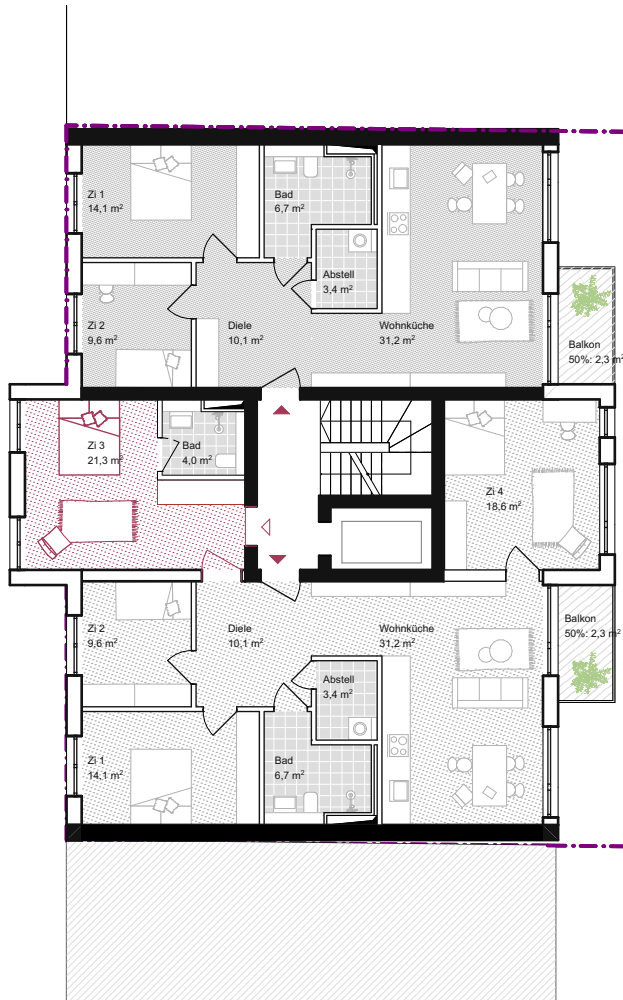 Zi 1
14,1 m²
Bad
6,7 m²
Abstell
3,4 m²
Zi 2
9,6 m²
Diele
10,1 m²
Wohnküche
31,2 m²
Balkon
50%: 2,3 m²
Zi 3
21,3 m²
Bad
4,0 m²
Zi 4
18,6 m²
Zi 2
9,6 m²
Diele
10,1 m²
Wohnküche
31,2 m²
Balkon
50%: 2,3 m²
Abstell
3,4 m²
Zi 1
14,1 m²
Bad
6,7 m²